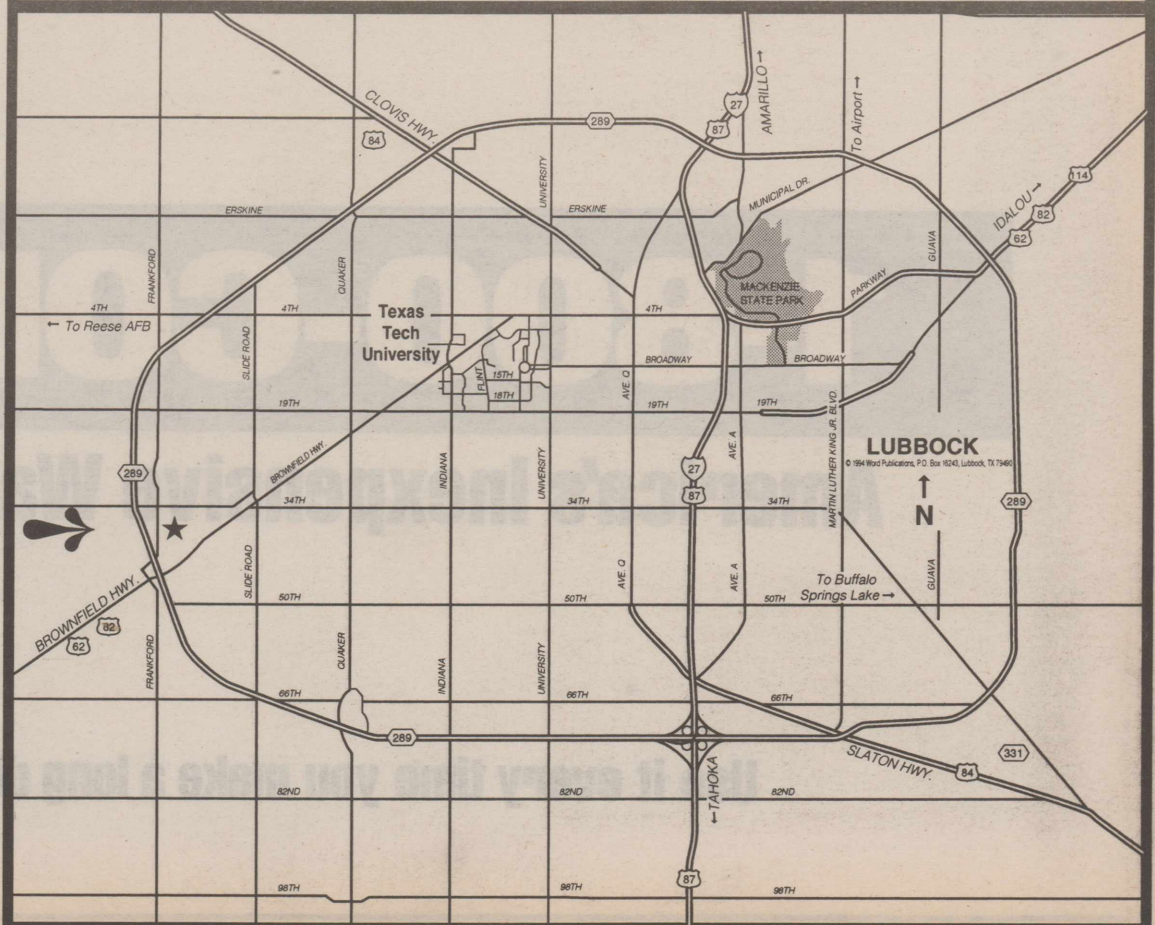 27
AMARILLO →
To Airport →
CLOVIS HWY.
84
289
87
114
UNIVERSITY
MUNICIPAL DR.
IDALOU →
82
62
ERSKINE
ERSKINE
FRANKFORD
QUAKER
GUAVA
MACKENZIE
STATE PARK
PARKWAY
4TH
← To Reese AFB
SLIDE ROAD
4TH
Texas
Tech
University
4TH
BROADWAY
BROADWAY
FLINT
15TH
18TH
AVE. Q
19TH
19TH
19TH
MARTIN LUTHER KING JR. BLVD.
LUBBOCK
© 1994 Word Publications, P.O. Box 16243, Lubbock, TX 79490
↑
N
BROWNFIELD HWY.
INDIANA
UNIVERSITY
AVE. A
289
27
87
289
34TH
34TH
34TH
SLIDE ROAD
AVE. Q
AVE. A
To Buffalo
Springs Lake →
GUAVA
50TH
50TH
50TH
BROWNFIELD HWY.
82
62
FRANKFORD
QUAKER
INDIANA
UNIVERSITY
66TH
66TH
66TH
289
SLATON HWY.
331
84
← TAHOKA
82ND
82ND
82ND
87
98TH
98TH
98TH